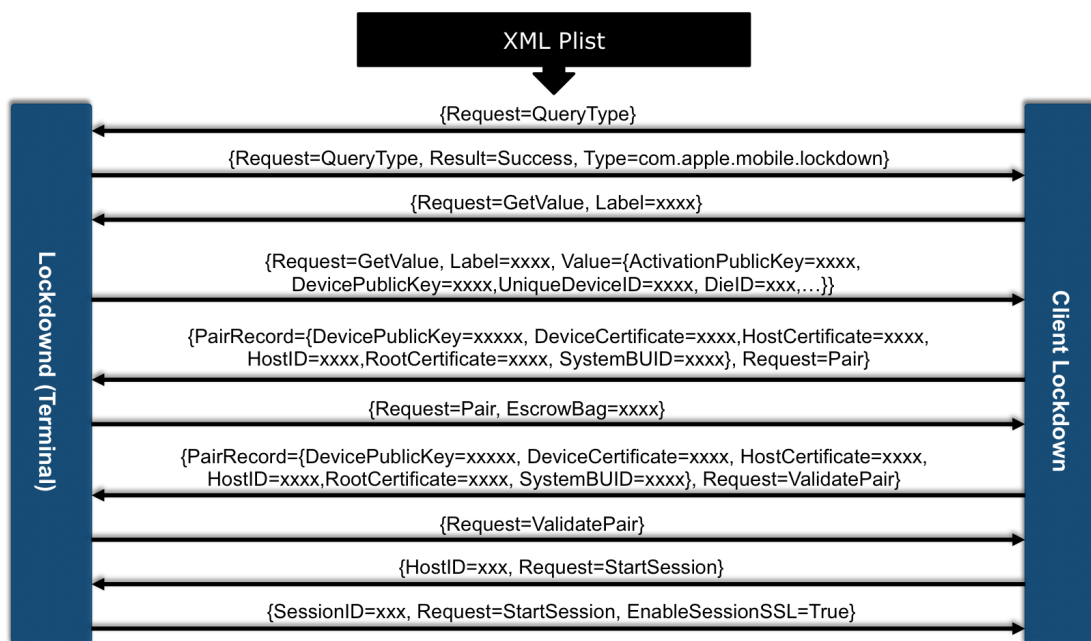 XML Plist
{Request=QueryType}
{Request=QueryType, Result=Success, Type=com.apple.mobile.lockdown}
{Request=GetValue, Label=xxxx}
{Request=GetValue, Label=xxxx, Value={ActivationPublicKey=xxxx,
DevicePublicKey=xxxx,UniqueDeviceID=xxxx, DieID=xxx,…}}
{PairRecord={DevicePublicKey=xxxxx, DeviceCertificate=xxxx,HostCertificate=xxxx,
HostID=xxxx,RootCertificate=xxxx, SystemBUID=xxxx}, Request=Pair}
{Request=Pair, EscrowBag=xxxx}
{PairRecord={DevicePublicKey=xxxxx, DeviceCertificate=xxxx, HostCertificate=xxxx,
HostID=xxxx,RootCertificate=xxxx, SystemBUID=xxxx}, Request=ValidatePair}
{Request=ValidatePair}
{HostID=xxx, Request=StartSession}
{SessionID=xxx, Request=StartSession, EnableSessionSSL=True}
Lockdownd (Terminal)
Client Lockdown